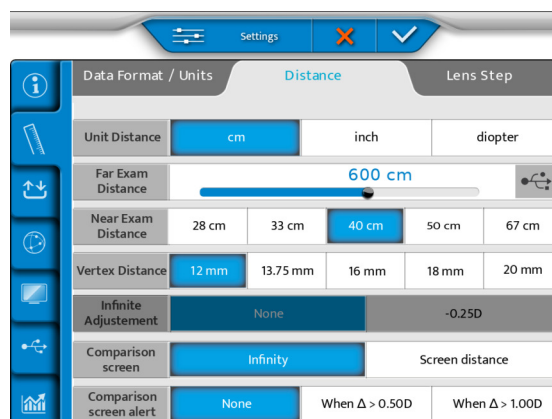 Settings
Data Format / Units Distance Lens Step
Unit Distance cm inch diopter
Far Exam Distance 600 cm
Near Exam Distance 28 cm 33 cm 40 cm 50 cm 67 cm
Vertex Distance 12 mm 13.75 mm 16 mm 18 mm 20 mm
Infinite Adjustement None -0.25D
Comparison screen Infinity Screen distance
Comparison screen alert None When Δ > 0.50D When Δ > 1.00D